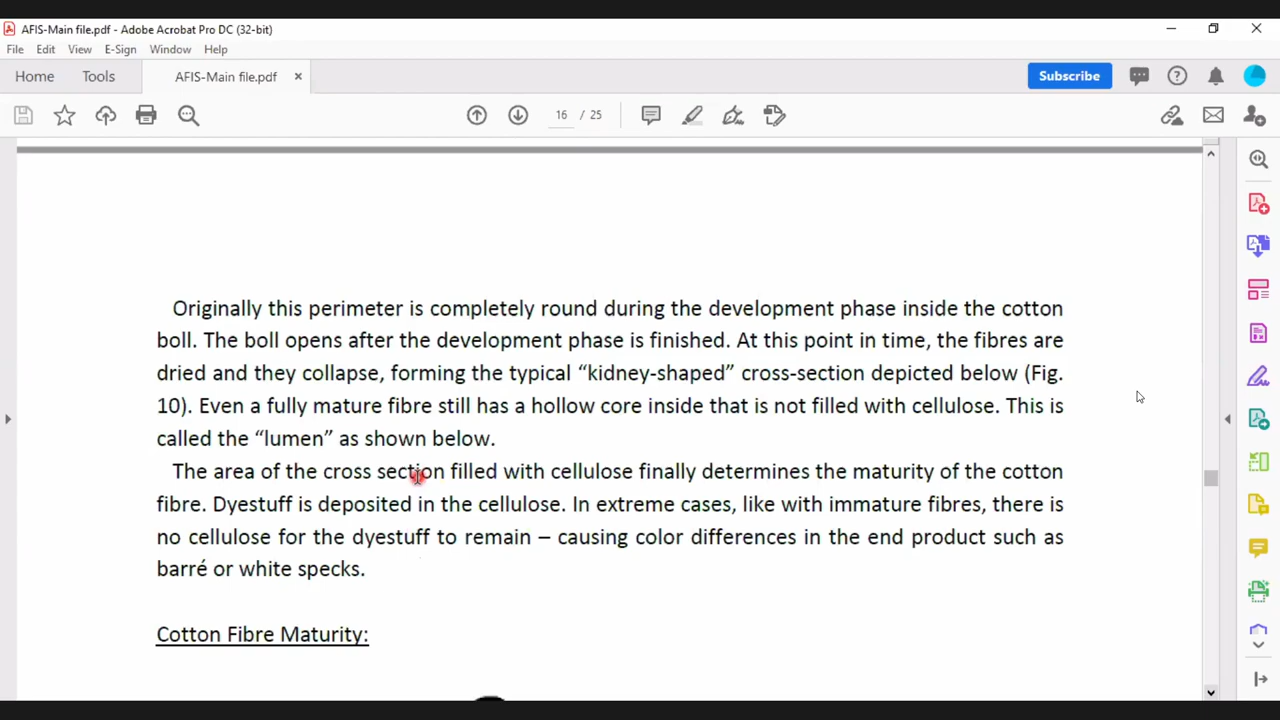 AFIS-Main file.pdf - Adobe Acrobat Pro DC (32-bit)
File Edit View E-Sign Window Help
Home Tools AFIS-Main file.pdf × Subscribe
16 / 25
Originally this perimeter is completely round during the development phase inside the cotton
boll. The boll opens after the development phase is finished. At this point in time, the fibres are
dried and they collapse, forming the typical “kidney-shaped” cross-section depicted below (Fig.
10). Even a fully mature fibre still has a hollow core inside that is not filled with cellulose. This is
called the “lumen” as shown below.
The area of the cross section filled with cellulose finally determines the maturity of the cotton
fibre. Dyestuff is deposited in the cellulose. In extreme cases, like with immature fibres, there is
no cellulose for the dyestuff to remain – causing color differences in the end product such as
barré or white specks.
Cotton Fibre Maturity: